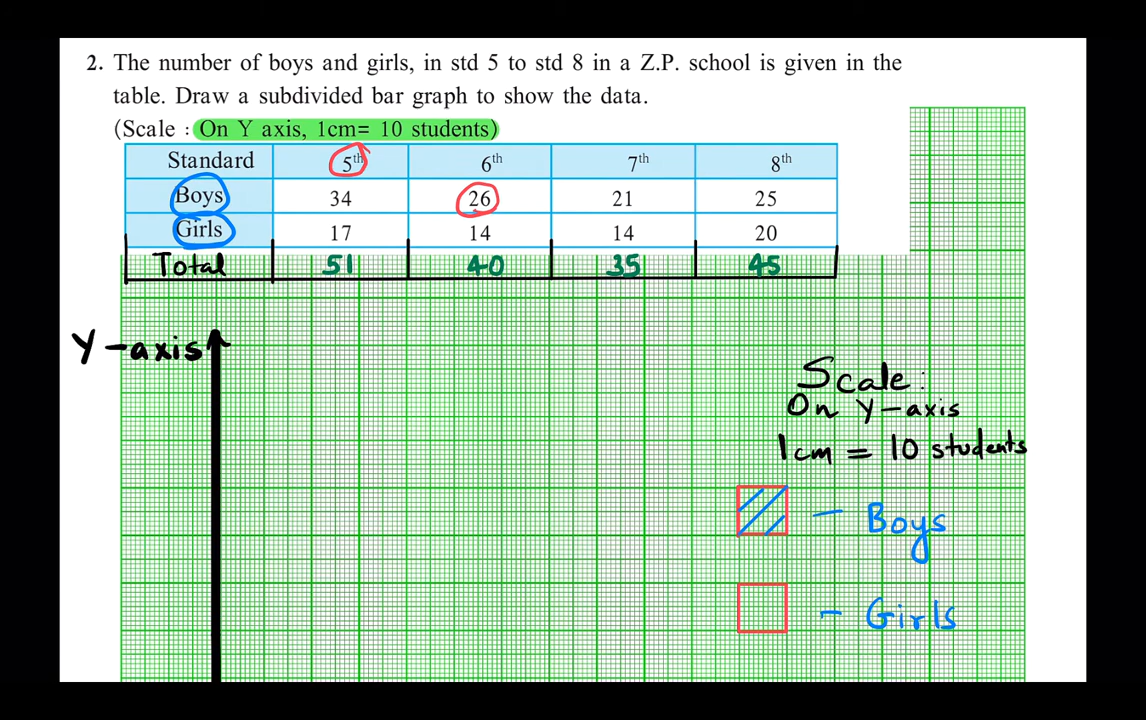 2. The number of boys and girls, in std 5 to std 8 in a Z.P. school is given in the
table. Draw a subdivided bar graph to show the data.
(Scale : On Y axis, 1cm= 10 students)
Standard 5th 6th 7th 8th
Boys 34 26 21 25
Girls 17 14 14 20
Total 51 40 35 45
Y-axis
Scale:
On Y-axis
1cm = 10 students
- Boys
- Girls